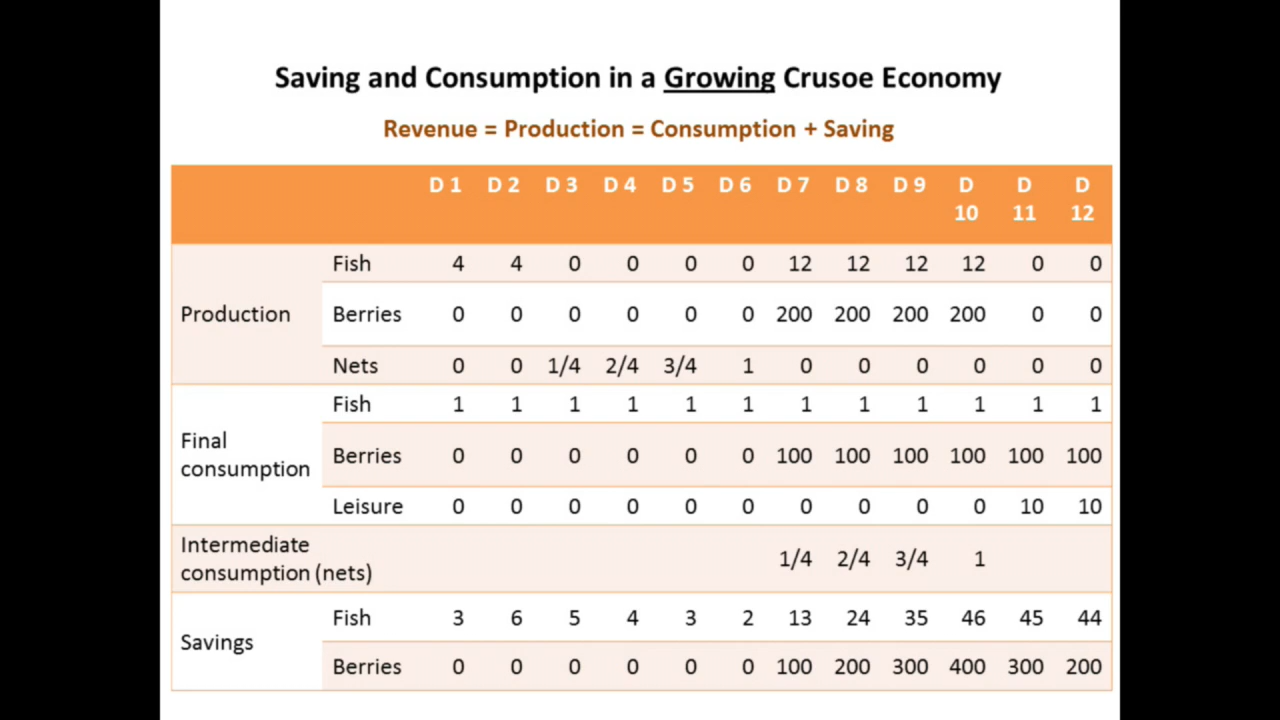 Saving and Consumption in a Growing Crusoe Economy
Revenue = Production = Consumption + Saving
D 1 D 2 D 3 D 4 D 5 D 6 D 7 D 8 D 9 D 10 D 11 D 12
Production
Fish 4 4 0 0 0 0 12 12 12 12 0 0
Berries 0 0 0 0 0 0 200 200 200 200 0 0
Nets 0 0 1/4 2/4 3/4 1 0 0 0 0 0 0
Final
consumption
Fish 1 1 1 1 1 1 1 1 1 1 1 1
Berries 0 0 0 0 0 0 100 100 100 100 100 100
Leisure 0 0 0 0 0 0 0 0 0 0 10 10
Intermediate
consumption (nets) 1/4 2/4 3/4 1
Savings
Fish 3 6 5 4 3 2 13 24 35 46 45 44
Berries 0 0 0 0 0 0 100 200 300 400 300 200